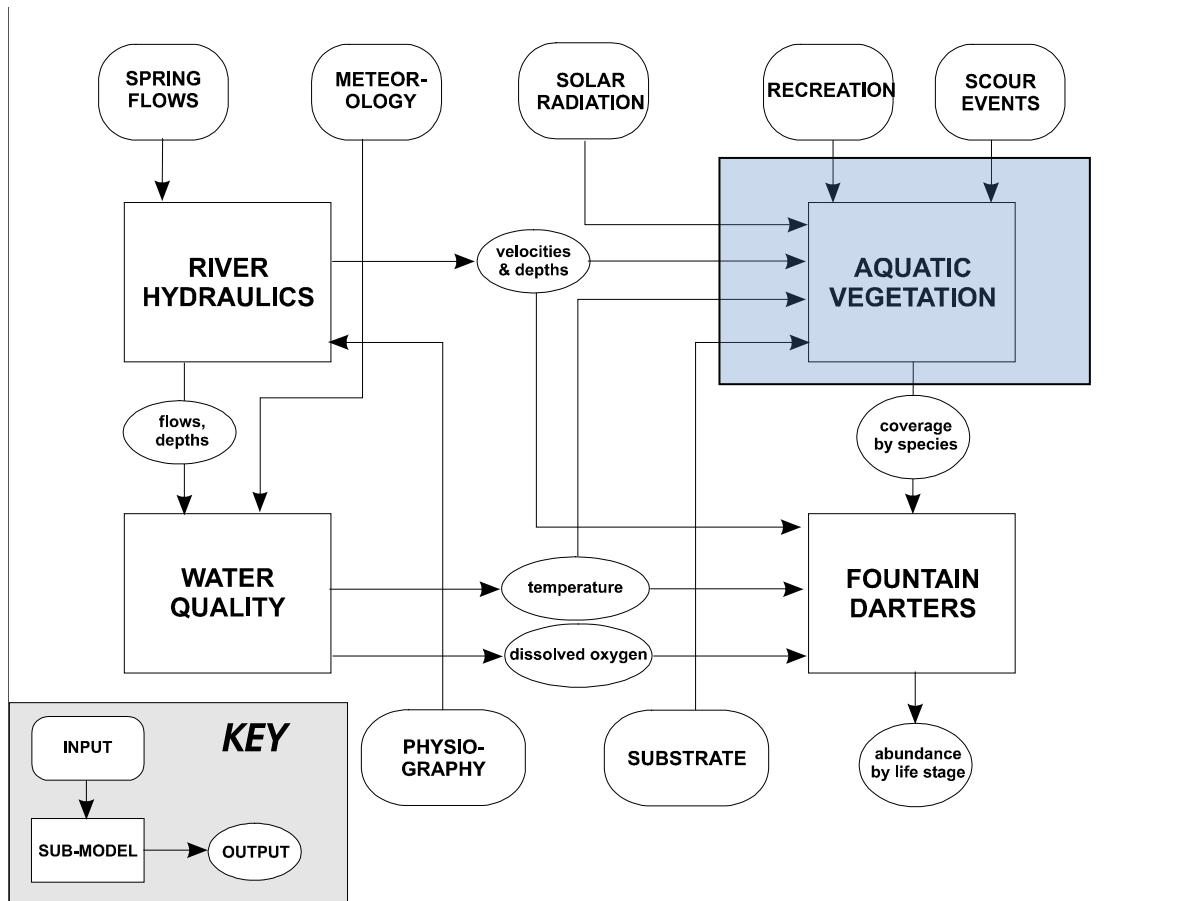 SPRING
FLOWS
METEOR-
OLOGY
SOLAR
RADIATION
RECREATION
SCOUR
EVENTS
RIVER
HYDRAULICS
velocities
& depths
AQUATIC
VEGETATION
flows,
depths
coverage
by species
WATER
QUALITY
temperature
dissolved oxygen
FOUNTAIN
DARTERS
PHYSIO-
GRAPHY
SUBSTRATE
abundance
by life stage
KEY
INPUT
SUB-MODEL
OUTPUT